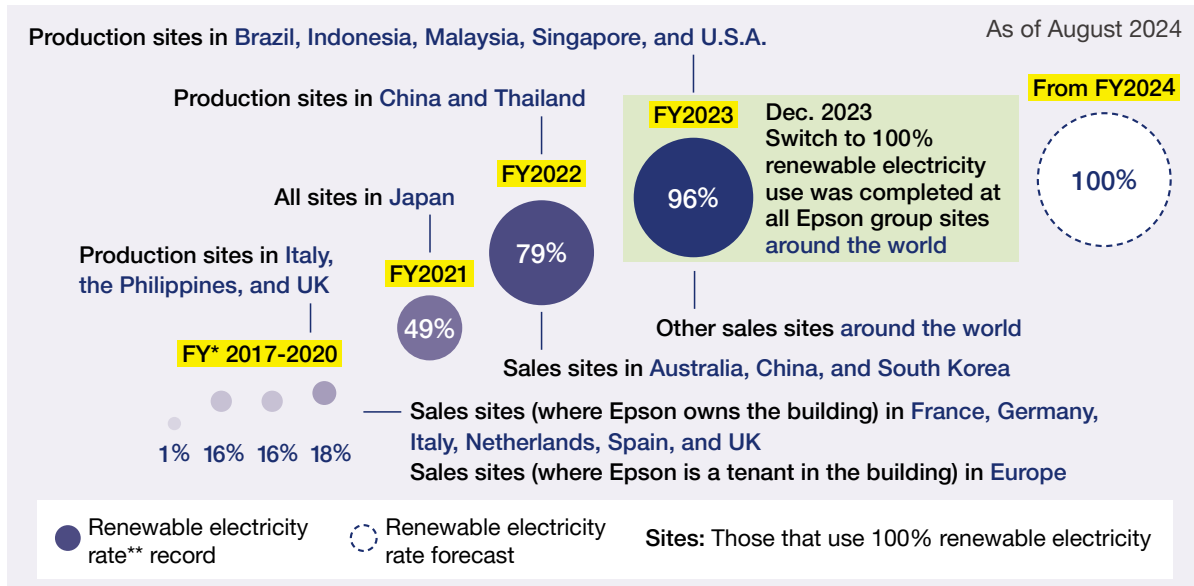 Production sites in Brazil, Indonesia, Malaysia, Singapore, and U.S.A.
As of August 2024
Production sites in China and Thailand
From FY2024
100%
FY2023
96%
Dec. 2023
Switch to 100%
renewable electricity
use was completed at
all Epson group sites
around the world
FY2022
79%
All sites in Japan
FY2021
49%
Production sites in Italy,
the Philippines, and UK
FY* 2017-2020
1% 16% 16% 18%
Other sales sites around the world
Sales sites in Australia, China, and South Korea
Sales sites (where Epson owns the building) in France, Germany,
Italy, Netherlands, Spain, and UK
Sales sites (where Epson is a tenant in the building) in Europe
Renewable electricity
rate** record
Renewable electricity
rate forecast
Sites: Those that use 100% renewable electricity